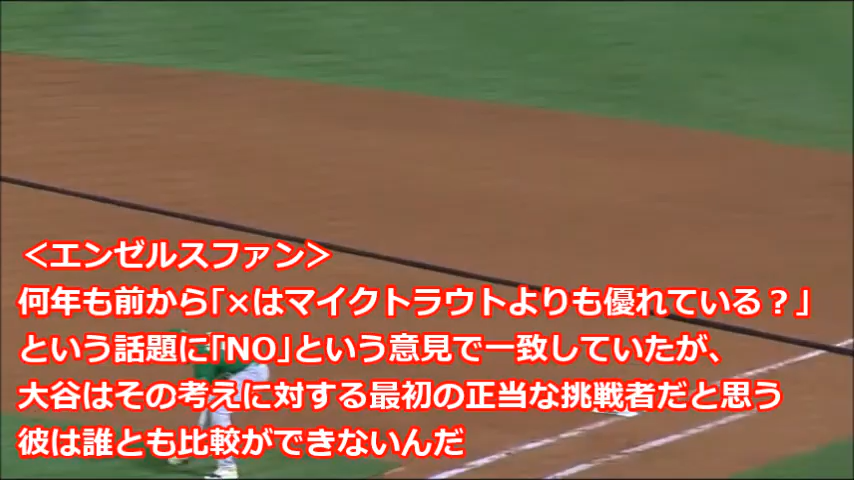 ＜エンゼルスファン＞
何年も前から｢×はマイクトラウトよりも優れている？｣
という話題に｢NO｣という意見で一致していたが、
大谷はその考えに対する最初の正当な挑戦者だと思う
彼は誰とも比較ができないんだ